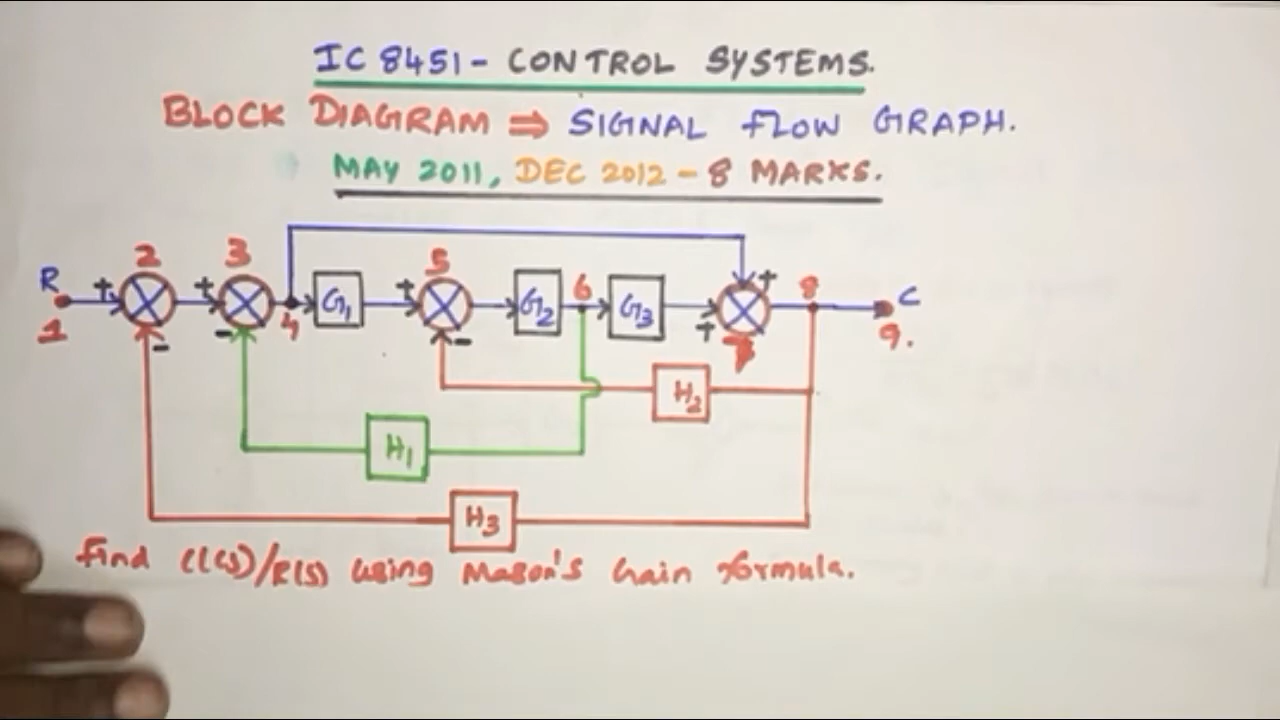 IC 8451- CONTROL SYSTEMS.
BLOCK DIAGRAM ⇒ SIGNAL FLOW GRAPH.
MAY 2011, DEC 2012 - 8 MARKS.
R + 2 + 3 + 5 6 + 8 C
1 - - 4 G1 - G2 G3 + 7 9.
H2
H1
H3
Find C(s)/R(s) using Mason's Gain formula.